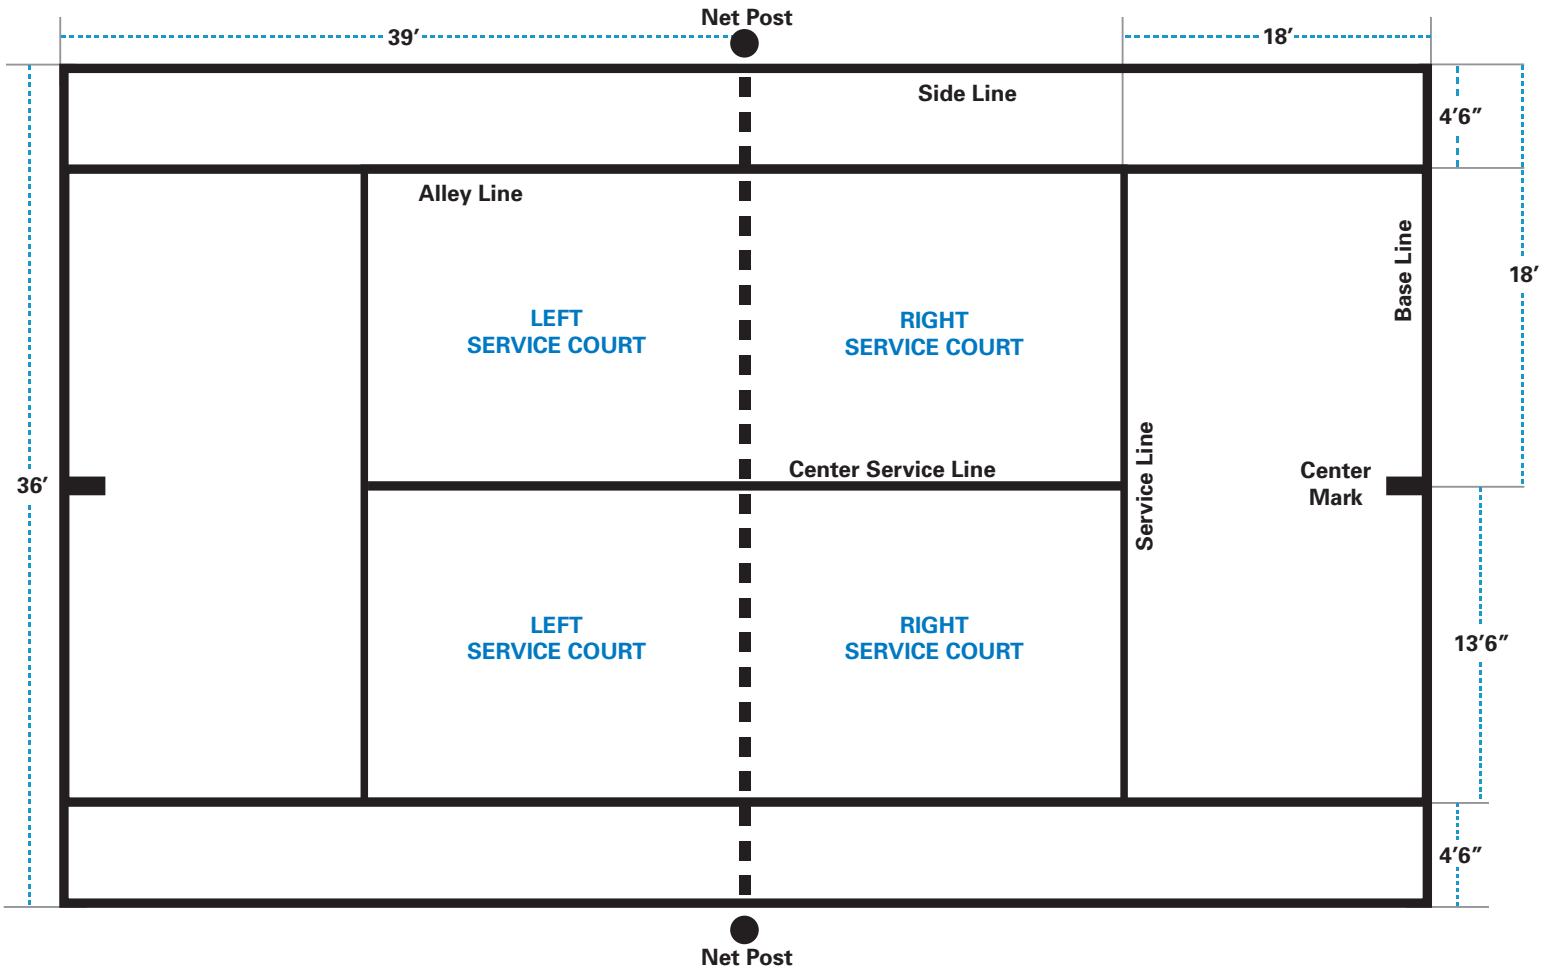 Net Post
39′
18′
Side Line
4′6″
Alley Line
Base Line
18′
LEFT
SERVICE COURT
RIGHT
SERVICE COURT
Center Service Line
Service Line
Center
Mark
36′
LEFT
SERVICE COURT
RIGHT
SERVICE COURT
13′6″
4′6″
Net Post